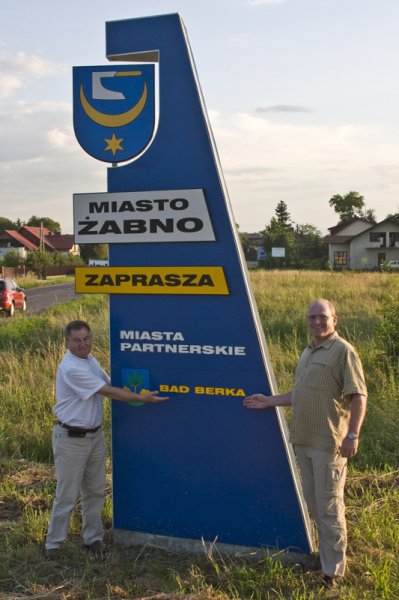 MIASTO
ŻABNO
ZAPRASZA
MIASTA
PARTNERSKIE
BAD BERKA